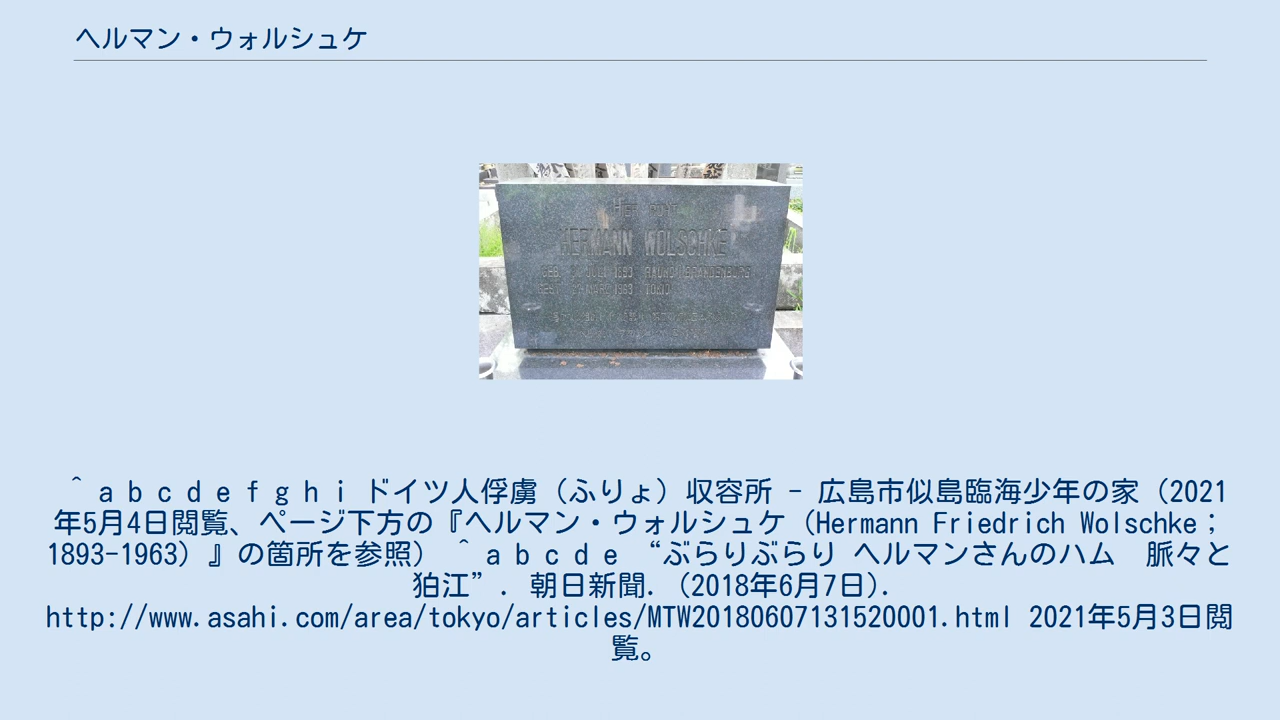 ヘルマン・ウォルシュケ
HERMANN WOLSCHKE
^ a b c d e f g h i ドイツ人俘虜（ふりょ）収容所 - 広島市似島臨海少年の家（2021
年5月4日閲覧、ページ下方の『ヘルマン・ウォルシュケ（Hermann Friedrich Wolschke；
1893-1963）』の箇所を参照） ^ a b c d e “ぶらりぶらり ヘルマンさんのハム　脈々と
狛江”. 朝日新聞. （2018年6月7日）.
http://www.asahi.com/area/tokyo/articles/MTW20180607131520001.html 2021年5月3日閲
覧。